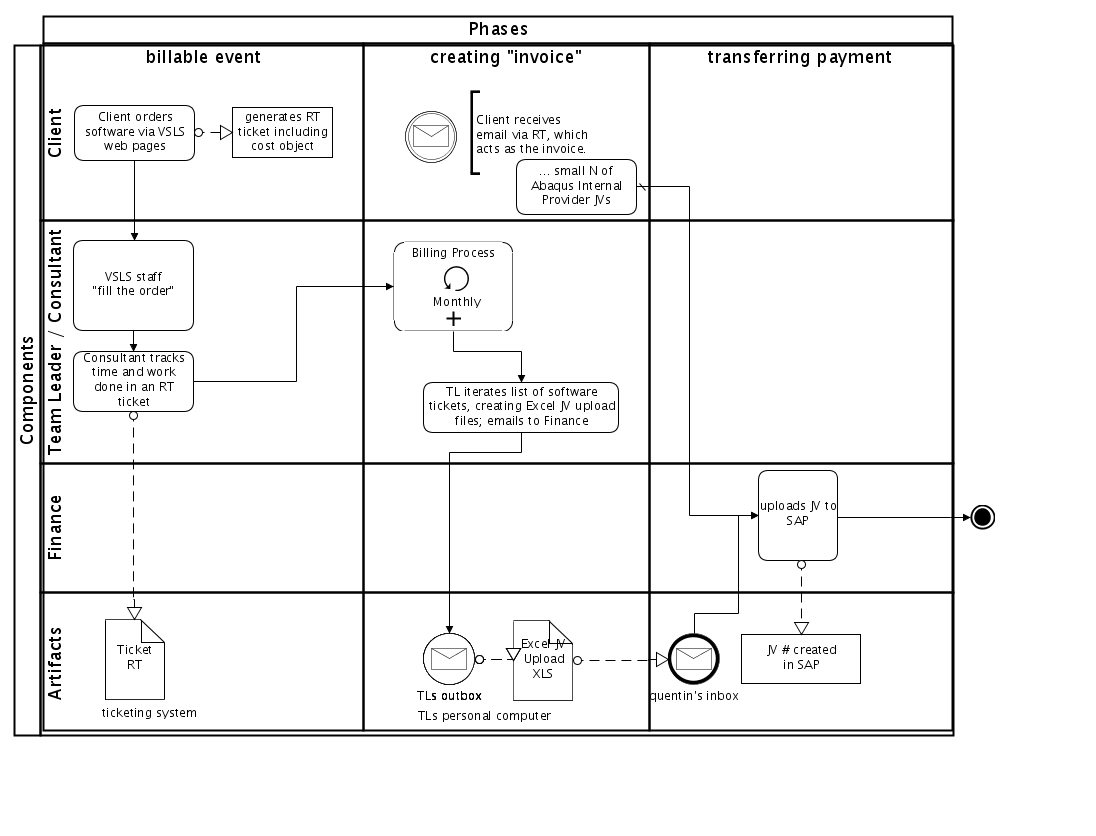 Phases
billable event
creating "invoice"
transferring payment
Components
Client
Client orders
software via VSLS
web pages
generates RT
ticket including
cost object
Client receives
email via RT, which
acts as the invoice.
... small N of
Abaqus Internal
Provider JVs
Team Leader / Consultant
VSLS staff
"fill the order"
Consultant tracks
time and work
done in an RT
ticket
Billing Process
Monthly
TL iterates list of software
tickets, creating Excel JV upload
files; emails to Finance
Finance
uploads JV to
SAP
Artifacts
Ticket
RT
ticketing system
TLs outbox
Excel JV
Upload
XLS
TLs personal computer
quentin's inbox
JV # created
in SAP